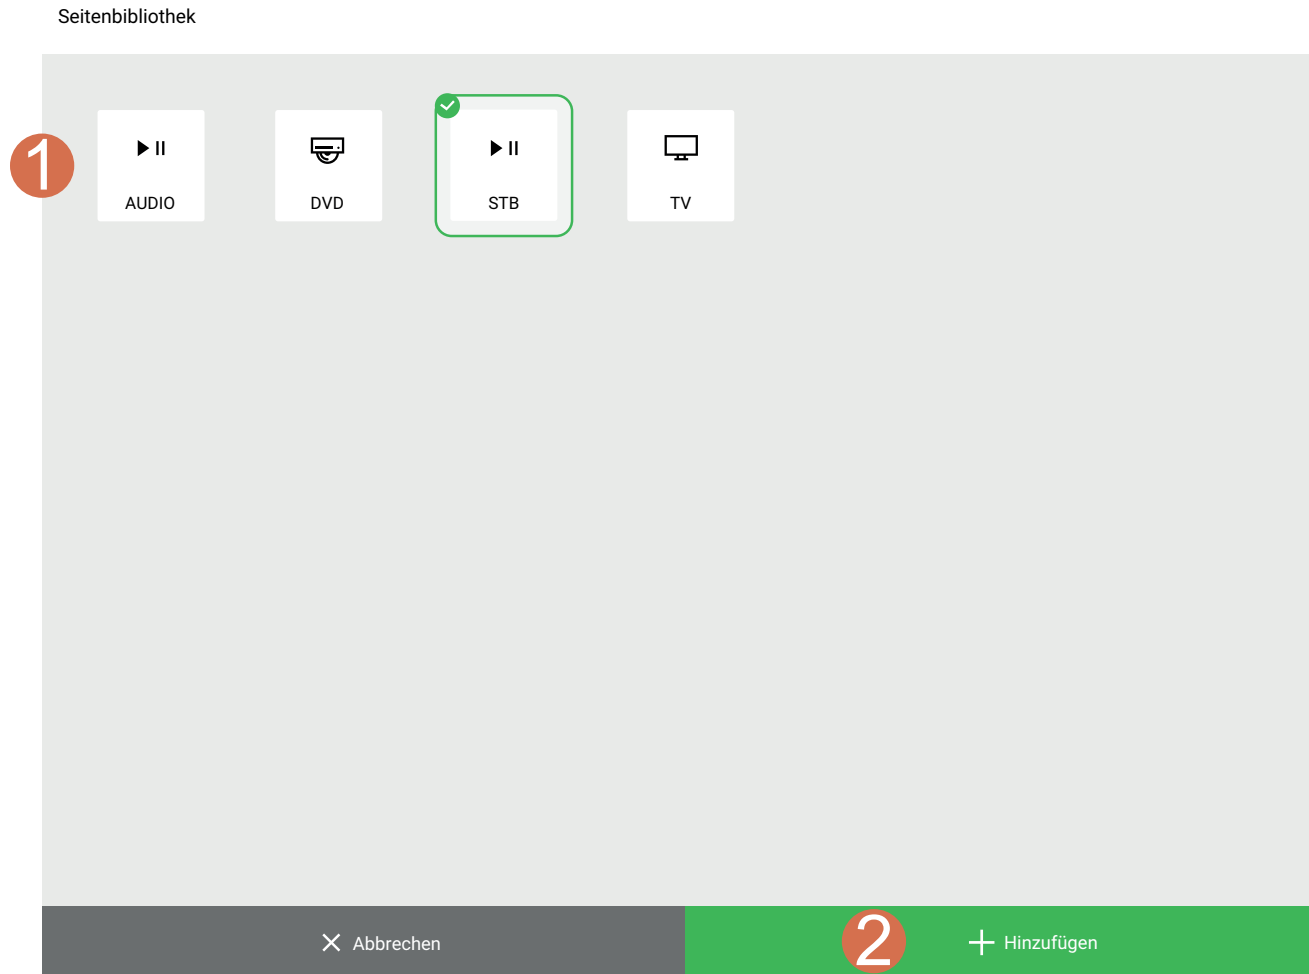 Seitenbibliothek
1
AUDIO
DVD
STB
TV
Abbrechen
2
Hinzufügen